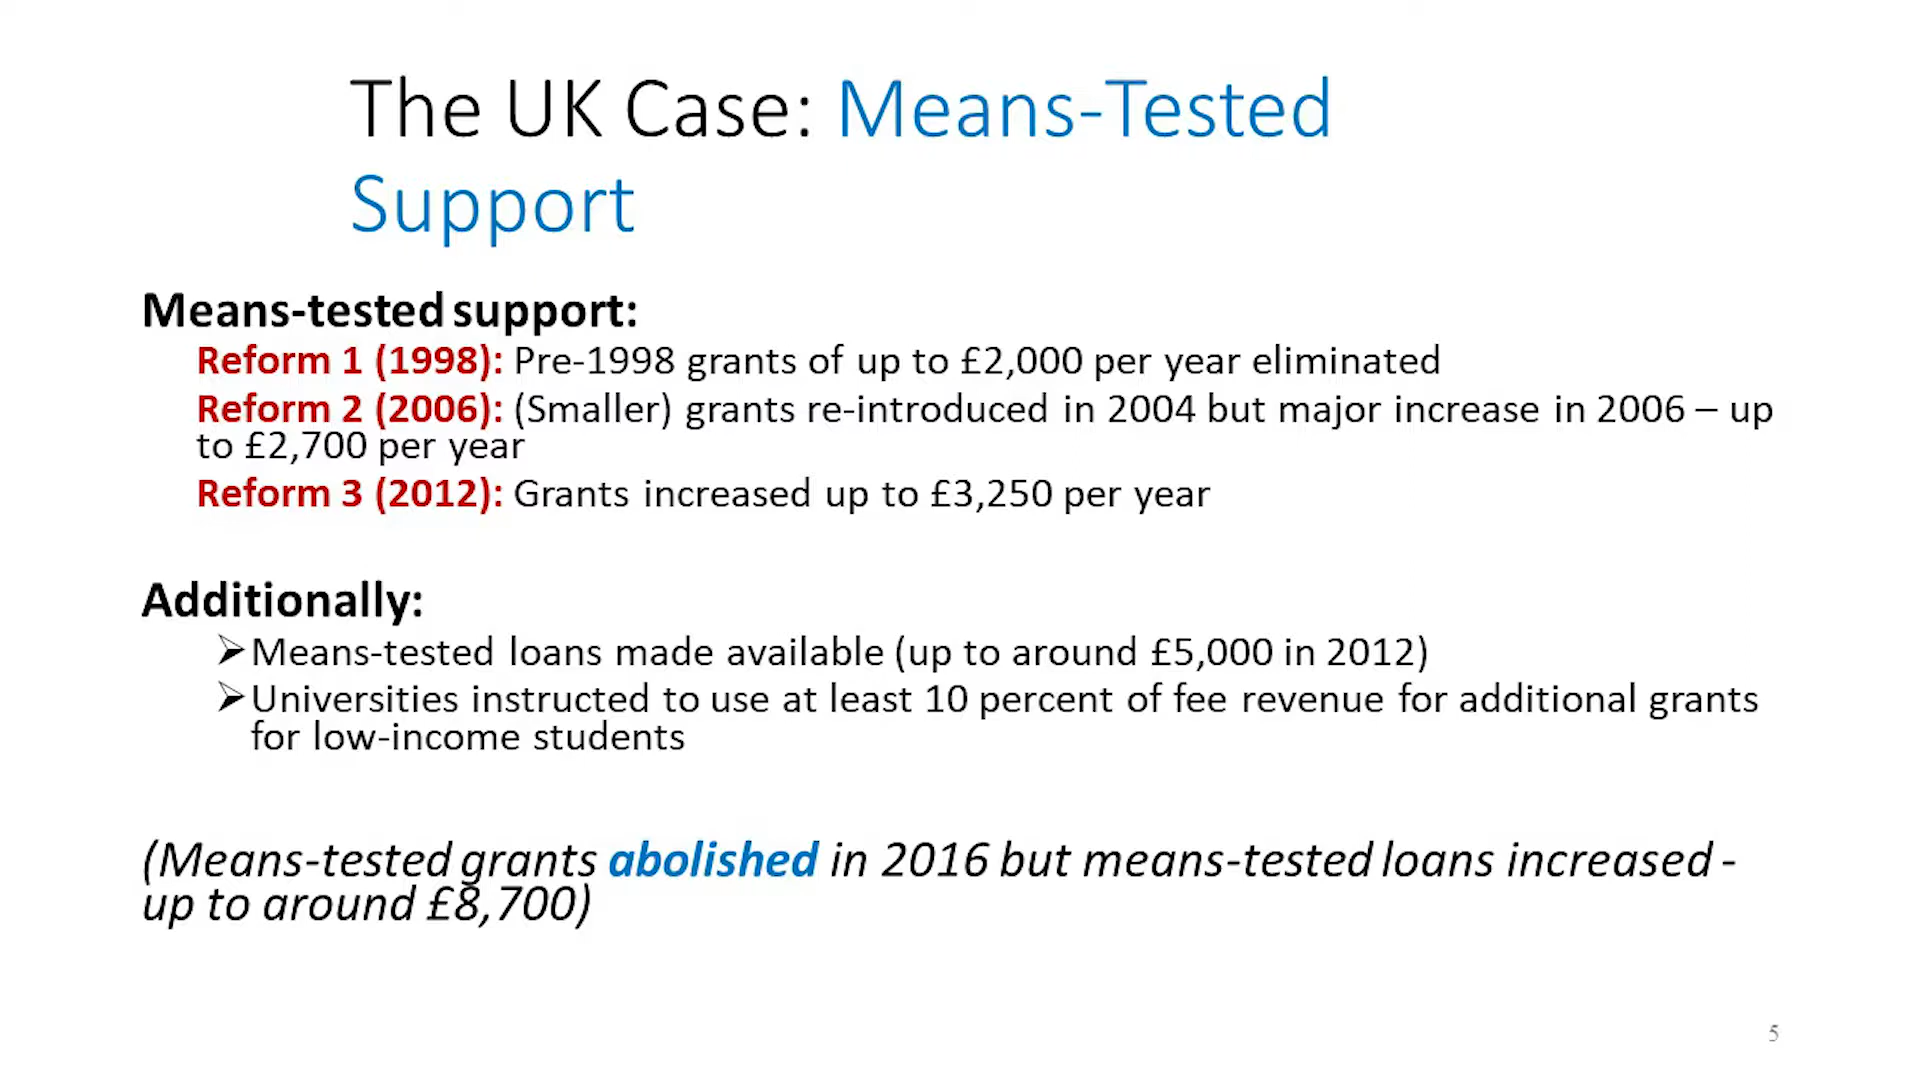 The UK Case: Means-Tested
Support
Means-tested support:
Reform 1 (1998): Pre-1998 grants of up to £2,000 per year eliminated
Reform 2 (2006): (Smaller) grants re-introduced in 2004 but major increase in 2006 – up
to £2,700 per year
Reform 3 (2012): Grants increased up to £3,250 per year
Additionally:
➢Means-tested loans made available (up to around £5,000 in 2012)
➢Universities instructed to use at least 10 percent of fee revenue for additional grants
for low-income students
(Means-tested grants abolished in 2016 but means-tested loans increased -
up to around £8,700)
5